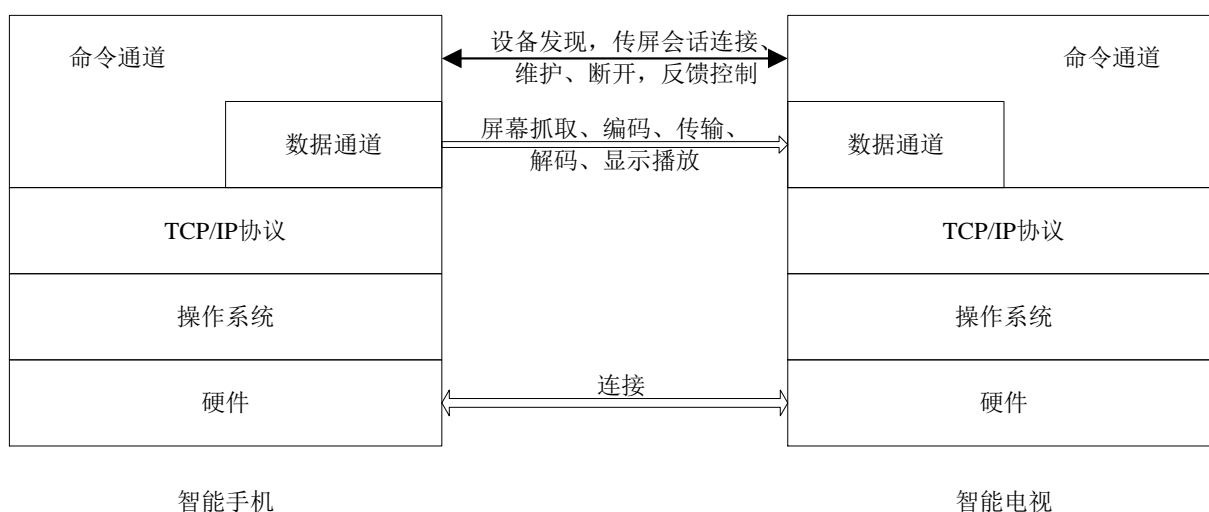 命令通道
设备发现，传屏会话连接、
维护、断开，反馈控制
命令通道
数据通道
屏幕抓取、编码、传输、
解码、显示播放
数据通道
TCP/IP协议
TCP/IP协议
操作系统
操作系统
硬件
连接
硬件
智能手机
智能电视